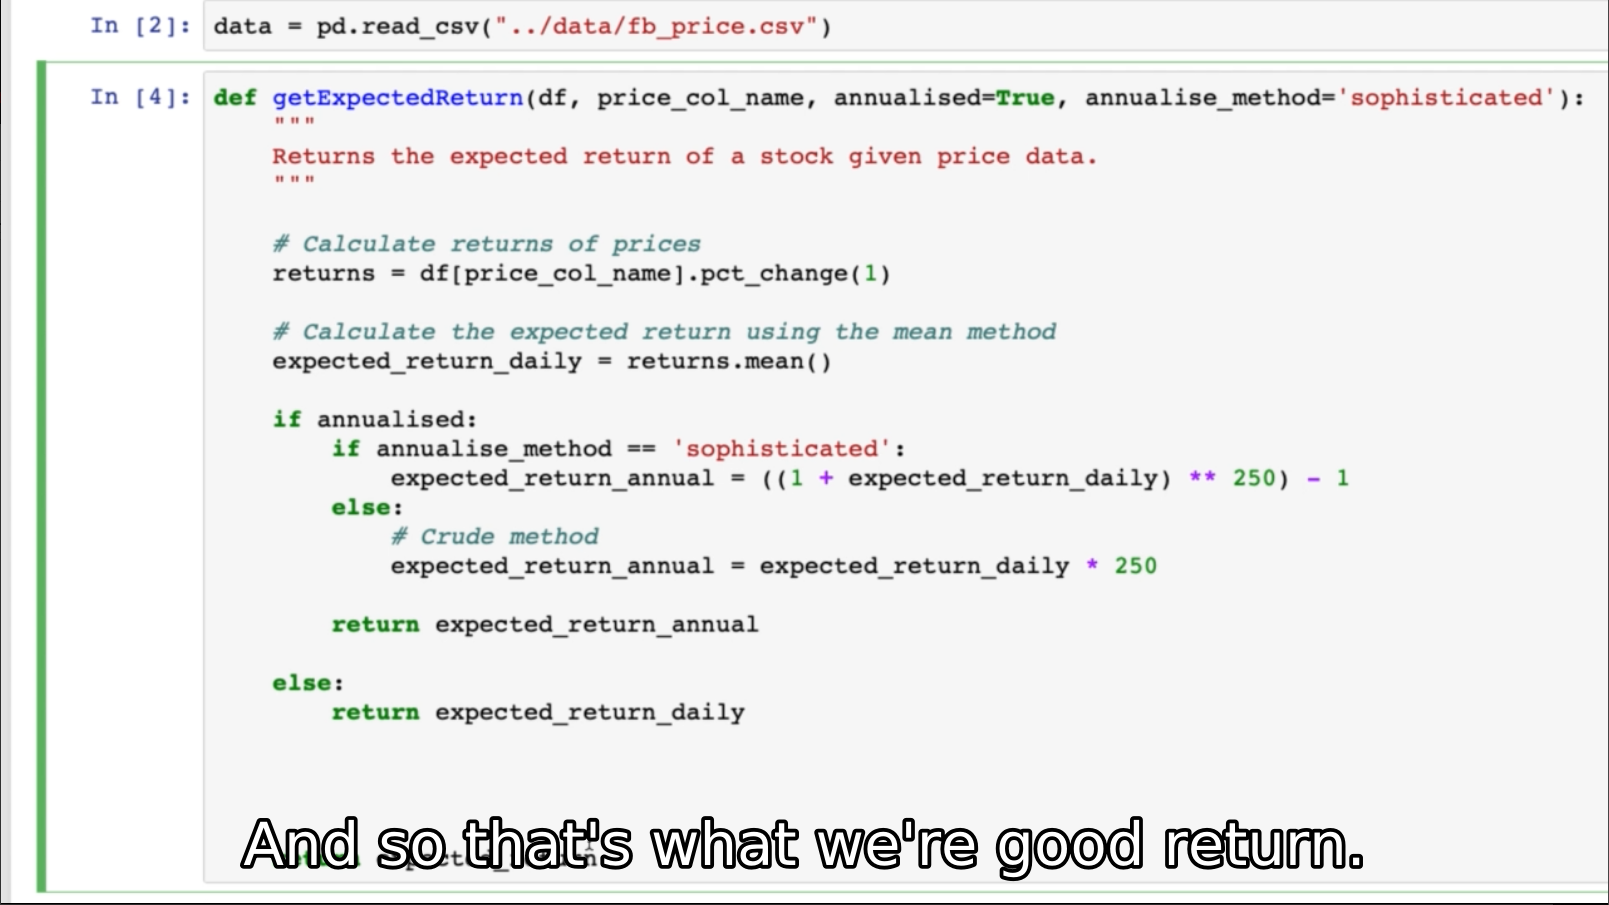 In [2]: data = pd.read_csv("../data/fb_price.csv")
In [4]: def getExpectedReturn(df, price_col_name, annualised=True, annualise_method='sophisticated'):
"""
Returns the expected return of a stock given price data.
"""
# Calculate returns of prices
returns = df[price_col_name].pct_change(1)
# Calculate the expected return using the mean method
expected_return_daily = returns.mean()
if annualised:
if annualise_method == 'sophisticated':
expected_return_annual = ((1 + expected_return_daily) ** 250) - 1
else:
# Crude method
expected_return_annual = expected_return_daily * 250
return expected_return_annual
else:
return expected_return_daily
And so that's what we're good return.